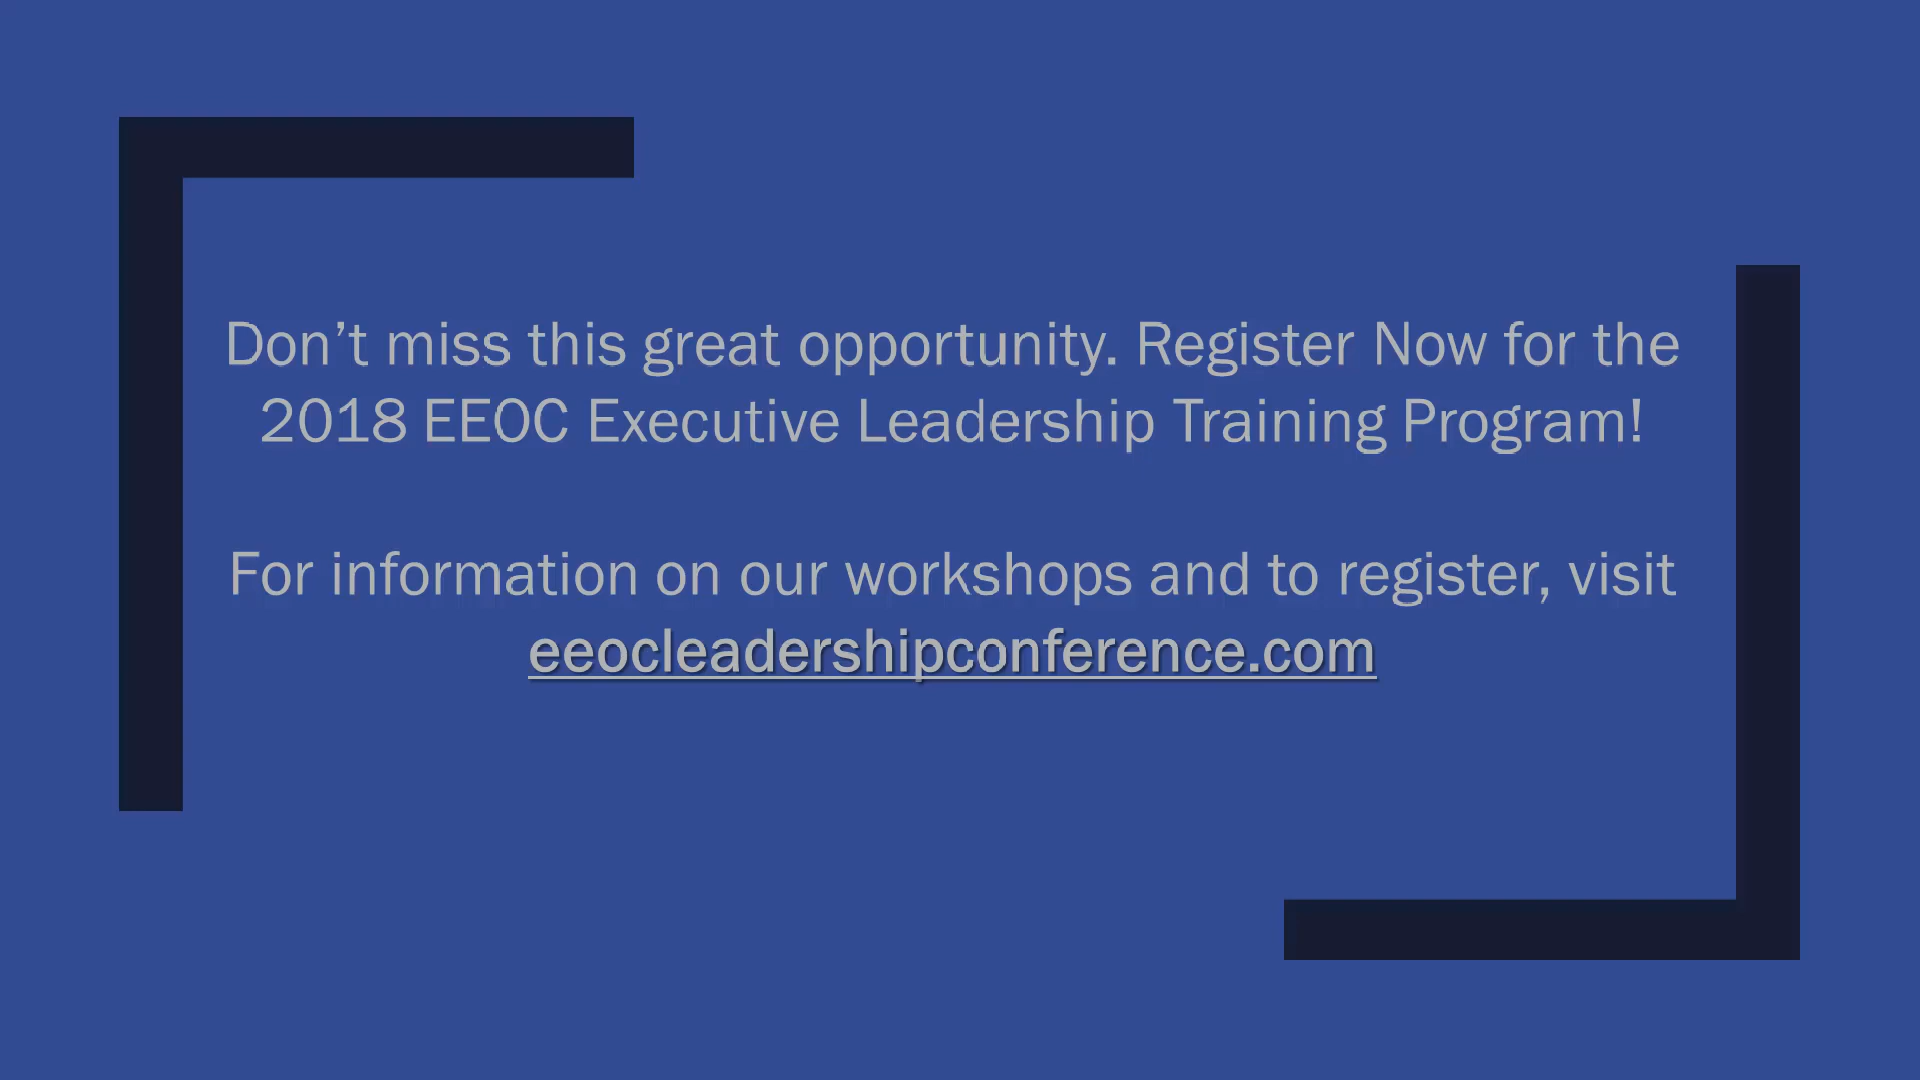 Don’t miss this great opportunity. Register Now for the
2018 EEOC Executive Leadership Training Program!
For information on our workshops and to register, visit
eeocleadershipconference.com